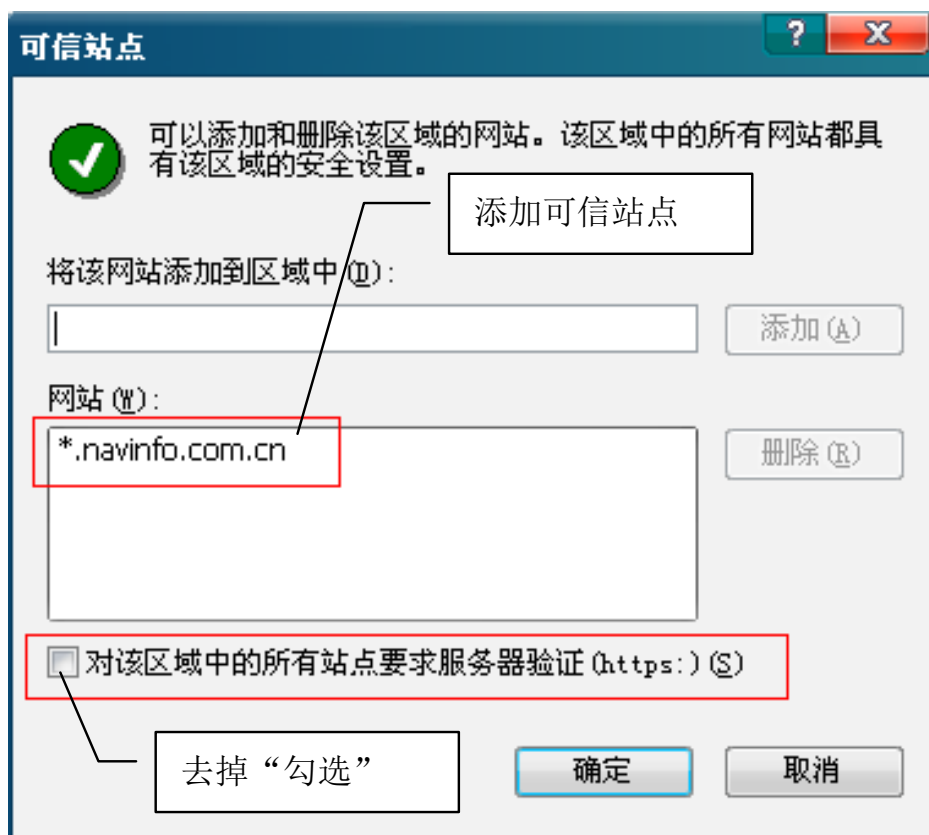 可信站点
?
可以添加和删除该区域的网站。该区域中的所有网站都具
有该区域的安全设置。
添加可信站点
将该网站添加到区域中(D):
添加(A)
网站(W):
*.navinfo.com.cn
删除(R)
对该区域中的所有站点要求服务器验证(https:)(S)
去掉“勾选”
确定
取消